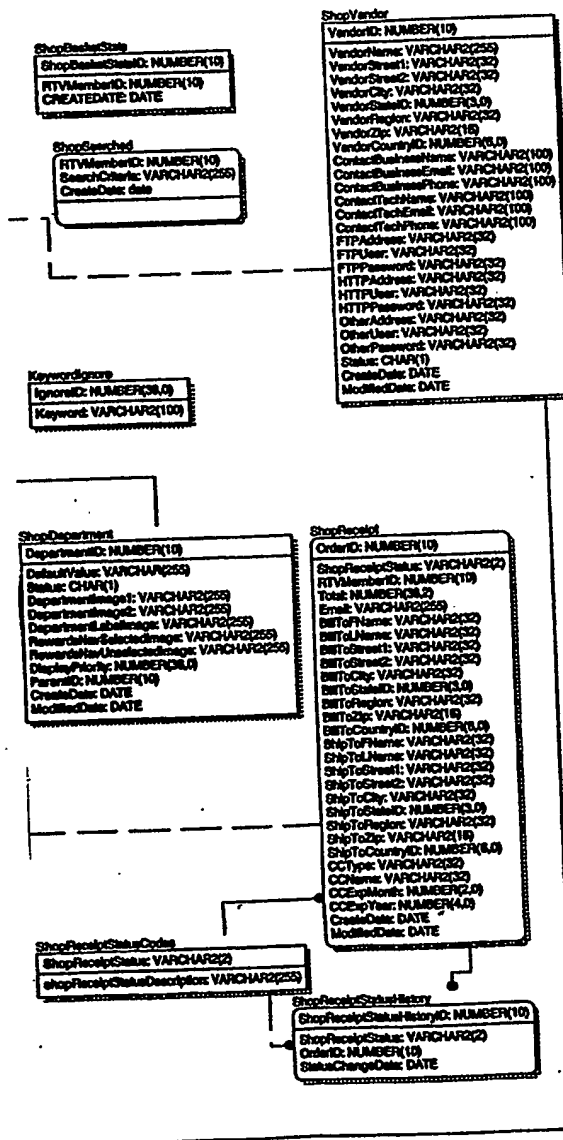 ShopBasketState
ShopBasketStateID: NUMBER(10)
RTVMemberID: NUMBER(10)
CREATEDATE: DATE
ShopSearched
RTVMemberID: NUMBER(10)
SearchCriteria: VARCHAR2(255)
CreateDate: date
KeywordIgnore
IgnoreID: NUMBER(38,0)
Keyword: VARCHAR2(100)
ShopVendor
VendorID: NUMBER(10)
VendorName: VARCHAR2(255)
VendorStreet1: VARCHAR2(32)
VendorStreet2: VARCHAR2(32)
VendorCity: VARCHAR2(32)
VendorStateID: NUMBER(3,0)
VendorRegion: VARCHAR2(32)
VendorZip: VARCHAR2(16)
VendorCountryID: NUMBER(6,0)
ContactBusinessName: VARCHAR2(100)
ContactBusinessEmail: VARCHAR2(100)
ContactBusinessPhone: VARCHAR2(100)
ContactTechName: VARCHAR2(100)
ContactTechEmail: VARCHAR2(100)
ContactTechPhone: VARCHAR2(100)
FTPAddress: VARCHAR2(32)
FTPUser: VARCHAR2(32)
FTPPassword: VARCHAR2(32)
HTTPAddress: VARCHAR2(32)
HTTPUser: VARCHAR2(32)
HTTPPassword: VARCHAR2(32)
OtherAddress: VARCHAR2(32)
OtherUser: VARCHAR2(32)
OtherPassword: VARCHAR2(32)
Status: CHAR(1)
CreateDate: DATE
ModifiedDate: DATE
ShopDepartment
DepartmentID: NUMBER(10)
DefaultValue: VARCHAR(255)
Status: CHAR(1)
DepartmentImage1: VARCHAR2(255)
DepartmentImage2: VARCHAR2(255)
DepartmentLabelImage: VARCHAR2(255)
RewardsNavSelectedImage: VARCHAR2(255)
RewardsNavUnselectedImage: VARCHAR2(255)
DisplayPriority: NUMBER(38,0)
ParentID: NUMBER(10)
CreateDate: DATE
ModifiedDate: DATE
ShopReceipt
OrderID: NUMBER(10)
ShopReceiptStatus: VARCHAR2(2)
RTVMemberID: NUMBER(10)
Total: NUMBER(38,2)
Email: VARCHAR2(255)
BillToFName: VARCHAR2(32)
BillToLName: VARCHAR2(32)
BillToStreet1: VARCHAR2(32)
BillToStreet2: VARCHAR2(32)
BillToCity: VARCHAR2(32)
BillToStateID: NUMBER(3,0)
BillToRegion: VARCHAR2(32)
BillToZip: VARCHAR2(16)
BillToCountryID: NUMBER(6,0)
ShipToFName: VARCHAR2(32)
ShipToLName: VARCHAR2(32)
ShipToStreet1: VARCHAR2(32)
ShipToStreet2: VARCHAR2(32)
ShipToCity: VARCHAR2(32)
ShipToStateID: NUMBER(3,0)
ShipToRegion: VARCHAR2(32)
ShipToZip: VARCHAR2(16)
ShipToCountryID: NUMBER(6,0)
CCType: VARCHAR2(32)
CCName: VARCHAR2(32)
CCExpMonth: NUMBER(2,0)
CCExpYear: NUMBER(4,0)
CreateDate: DATE
ModifiedDate: DATE
ShopReceiptStatusCodes
ShopReceiptStatus: VARCHAR2(2)
shopReceiptStatusDescription: VARCHAR2(255)
ShopReceiptStatusHistory
ShopReceiptStatusHistoryID: NUMBER(10)
ShopReceiptStatus: VARCHAR2(2)
OrderID: NUMBER(10)
StatusChangeDate: DATE